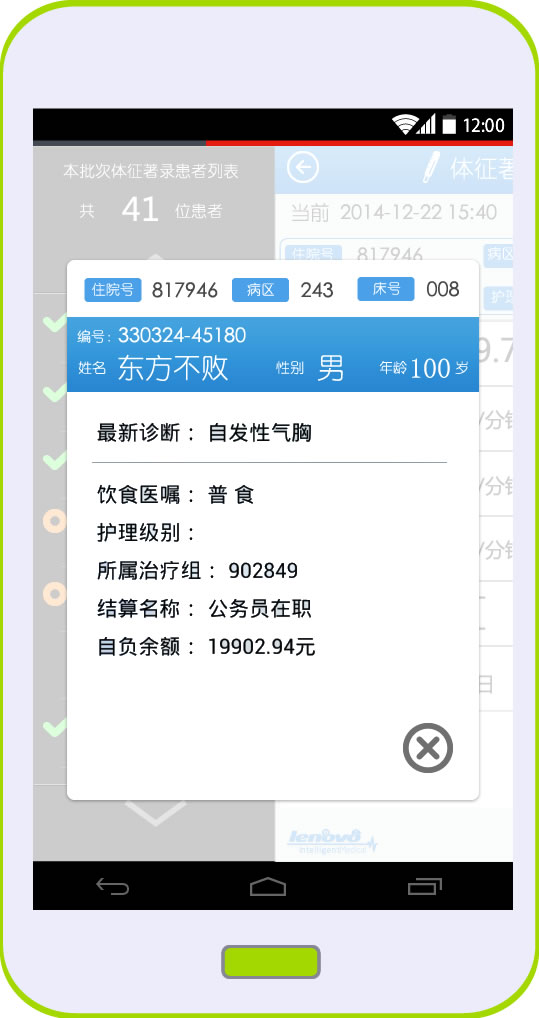 12:00
本批次体征著录患者列表
共 41 位患者
体征著
当前 2014-12-22 15:40
住院号 817946 病区
护理
住院号 817946 病区 243 床号 008
编号: 330324-45180
姓名 东方不败 性别 男 年龄 100 岁
9.7
最新诊断： 自发性气胸
/分钟
饮食医嘱： 普 食
/分钟
护理级别：
/分钟
所属治疗组： 902849
结算名称： 公务员在职
自负余额： 19902.94元
日
lenovo
IntelligentMedical